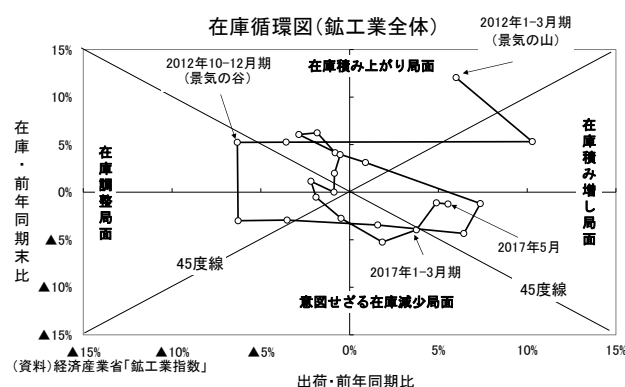 在庫循環図(鉱工業全体)
2012年1-3月期
(景気の山)
2012年10-12月期
(景気の谷)
在庫積み上がり局面
15%
10%
5%
0%
▲5%
▲10%
▲15%
在庫・前年同期末比
在庫調整局面
在庫積み増し局面
2017年5月
2017年1-3月期
45度線
45度線
意図せざる在庫減少局面
▲15%
▲10%
▲5%
0%
5%
10%
15%
(資料)経済産業省「鉱工業指数」
出荷・前年同期比